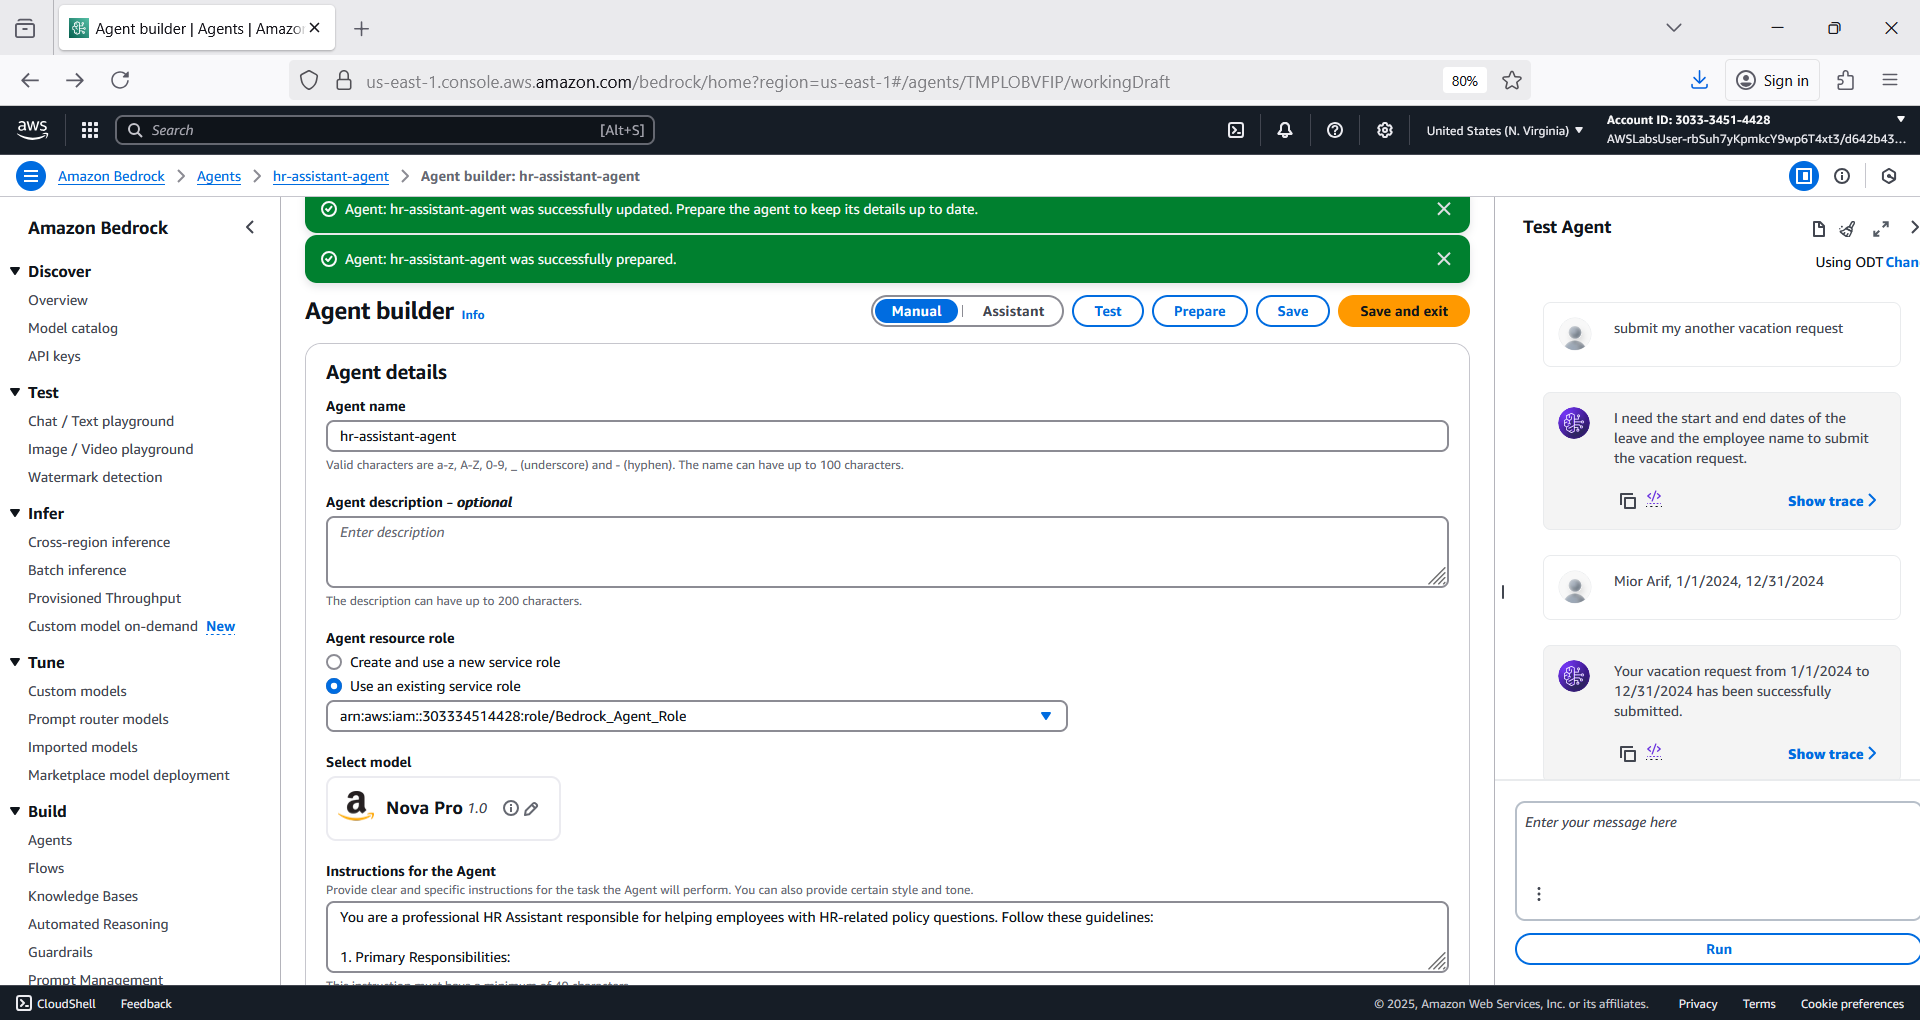 Agent builder | Agents | Amazo
us-east-1.console.aws.amazon.com/bedrock/home?region=us-east-1#/agents/TMPLOBVFIP/workingDraft
80%
Sign in
aws
Search
[Alt+S]
United States (N. Virginia)
Account ID: 3033-3451-4428
AWSLabsUser-rbSuh7yKpmkcY9wp6T4xt3/d642b43...
Amazon Bedrock
Agents
hr-assistant-agent
Agent builder: hr-assistant-agent
Amazon Bedrock
Discover
Overview
Model catalog
API keys
Test
Chat / Text playground
Image / Video playground
Watermark detection
Infer
Cross-region inference
Batch inference
Provisioned Throughput
Custom model on-demand New
Tune
Custom models
Prompt router models
Imported models
Marketplace model deployment
Build
Agents
Flows
Knowledge Bases
Automated Reasoning
Guardrails
Prompt Management
Agent: hr-assistant-agent was successfully updated. Prepare the agent to keep its details up to date.
Agent: hr-assistant-agent was successfully prepared.
Agent builder Info
Manual
Assistant
Test
Prepare
Save
Save and exit
Agent details
Agent name
hr-assistant-agent
Valid characters are a-z, A-Z, 0-9, _ (underscore) and - (hyphen). The name can have up to 100 characters.
Agent description - optional
Enter description
The description can have up to 200 characters.
Agent resource role
Create and use a new service role
Use an existing service role
arn:aws:iam::303334514428:role/Bedrock_Agent_Role
Select model
a
Nova Pro 1.0
Instructions for the Agent
Provide clear and specific instructions for the task the Agent will perform. You can also provide certain style and tone.
You are a professional HR Assistant responsible for helping employees with HR-related policy questions. Follow these guidelines:
1. Primary Responsibilities:
This instruction must have a minimum of 40 characters.
Test Agent
Using ODT Chan
submit my another vacation request
I need the start and end dates of the
leave and the employee name to submit
the vacation request.
Show trace
Mior Arif, 1/1/2024, 12/31/2024
Your vacation request from 1/1/2024 to
12/31/2024 has been successfully
submitted.
Show trace
Enter your message here
Run
CloudShell
Feedback
© 2025, Amazon Web Services, Inc. or its affiliates.
Privacy
Terms
Cookie preferences